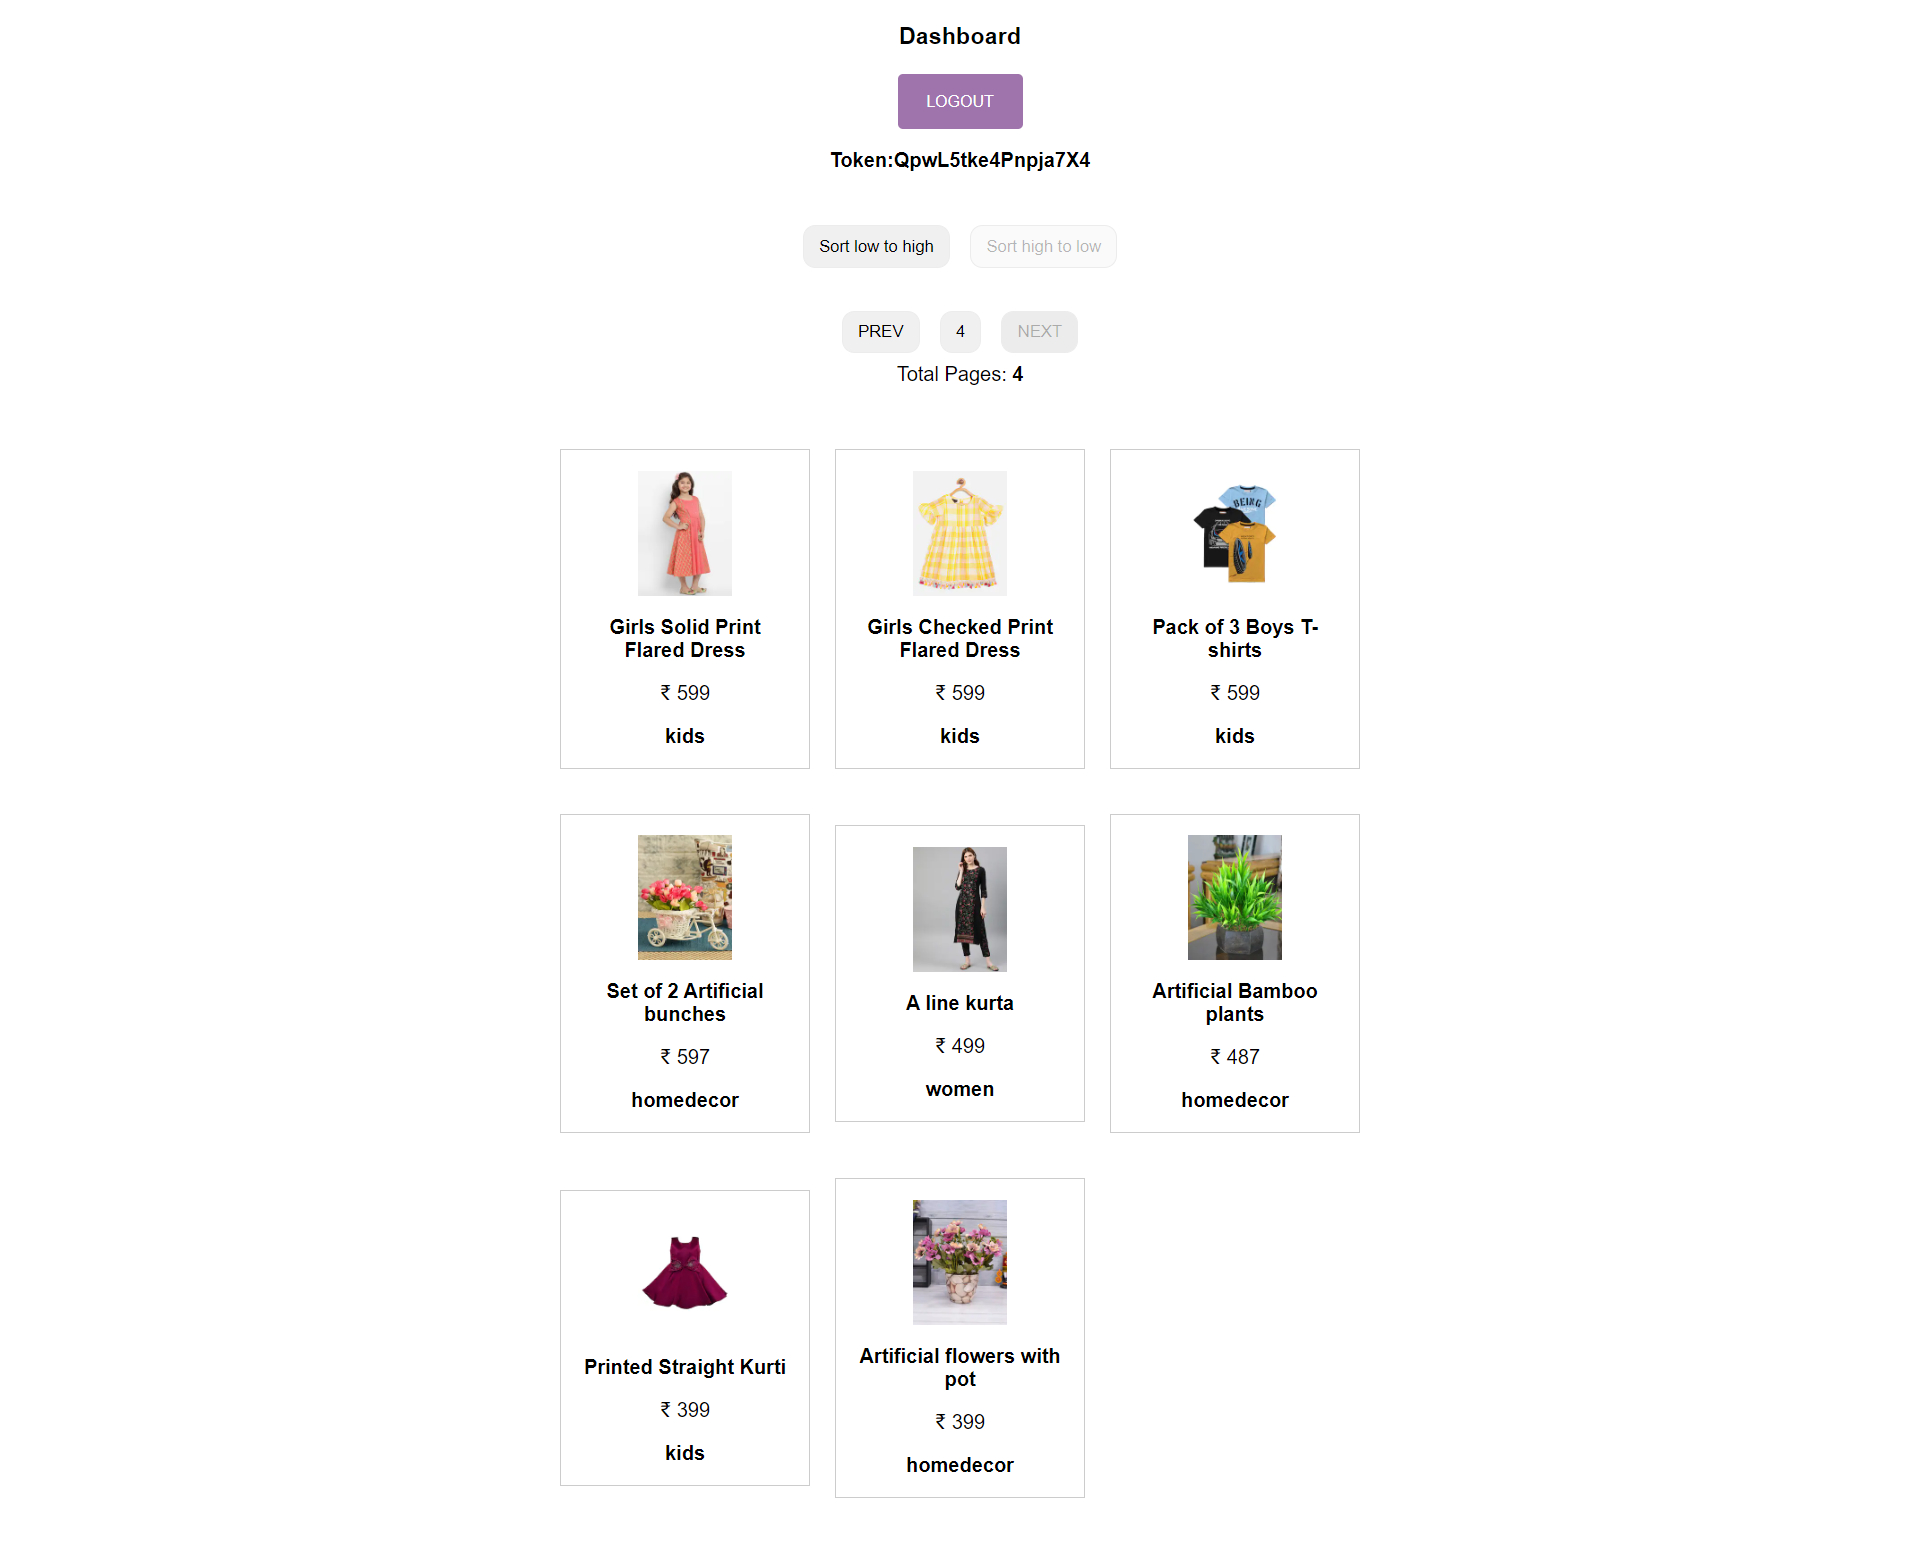 Dashboard
LOGOUT
Token:QpwL5tke4Pnpja7X4
Sort low to high
Sort high to low
PREV
4
NEXT
Total Pages: 4
BEING
Girls Solid Print
Flared Dress
₹ 599
kids
Girls Checked Print
Flared Dress
₹ 599
kids
Pack of 3 Boys T-
shirts
₹ 599
kids
Set of 2 Artificial
bunches
₹ 597
homedecor
A line kurta
₹ 499
women
Artificial Bamboo
plants
₹ 487
homedecor
Printed Straight Kurti
₹ 399
kids
Artificial flowers with
pot
₹ 399
homedecor